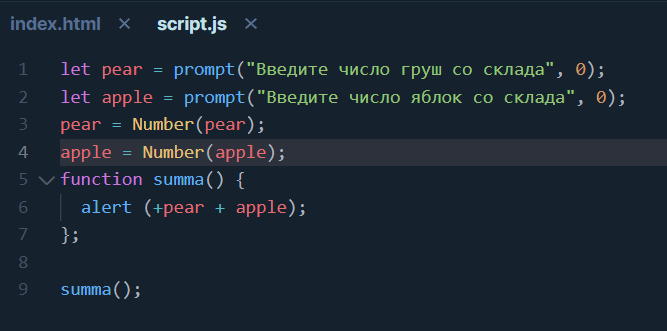 index.html × script.js ×
1 let pear = prompt("Введите число груш со склада", 0);
2 let apple = prompt("Введите число яблок со склада", 0);
3 pear = Number(pear);
4 apple = Number(apple);
5 function summa() {
6 alert (+pear + apple);
7 };
8
9 summa();